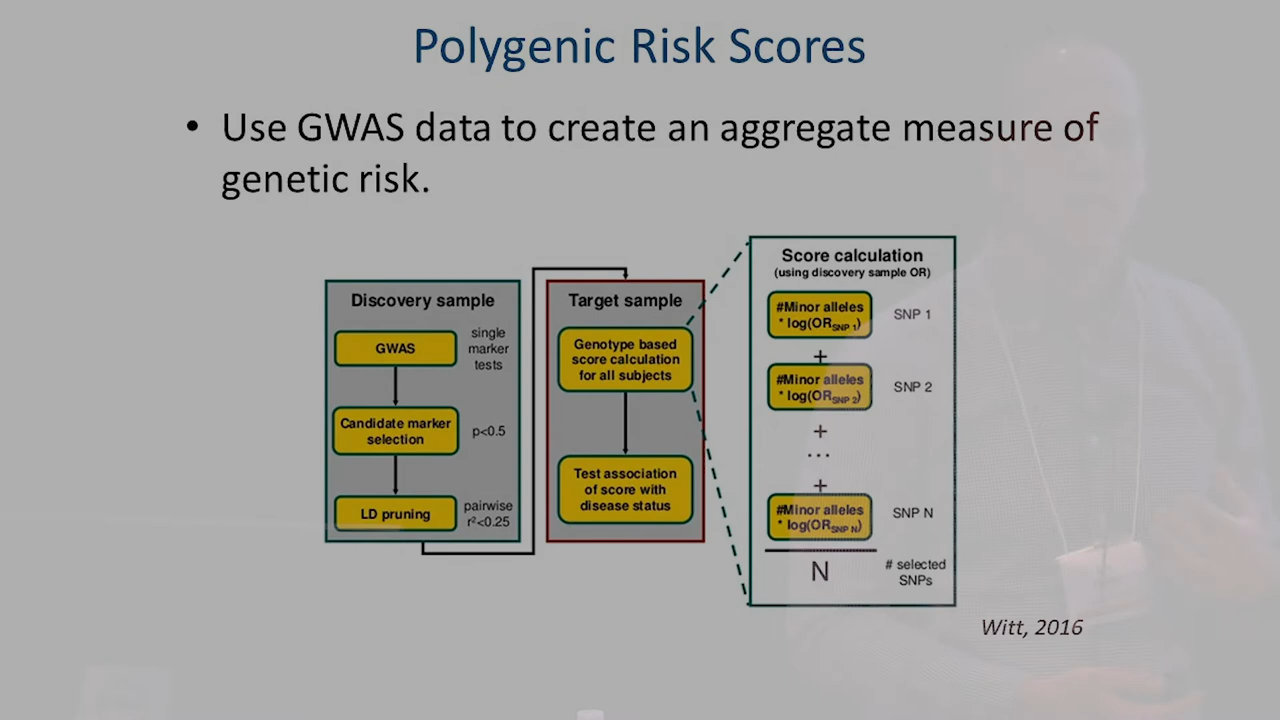 Polygenic Risk Scores
• Use GWAS data to create an aggregate measure of
genetic risk.
Discovery sample
GWAS
single
marker
tests
Candidate marker
selection
p<0.5
LD pruning
pairwise
r²<0.25
Target sample
Genotype based
score calculation
for all subjects
Test association
of score with
disease status
Score calculation
(using discovery sample OR)
#Minor alleles
* log(ORSNP 1)
SNP 1
+
#Minor alleles
* log(ORSNP 2)
SNP 2
+
...
+
#Minor alleles
* log(ORSNP N)
SNP N
N
# selected
SNPs
Witt, 2016